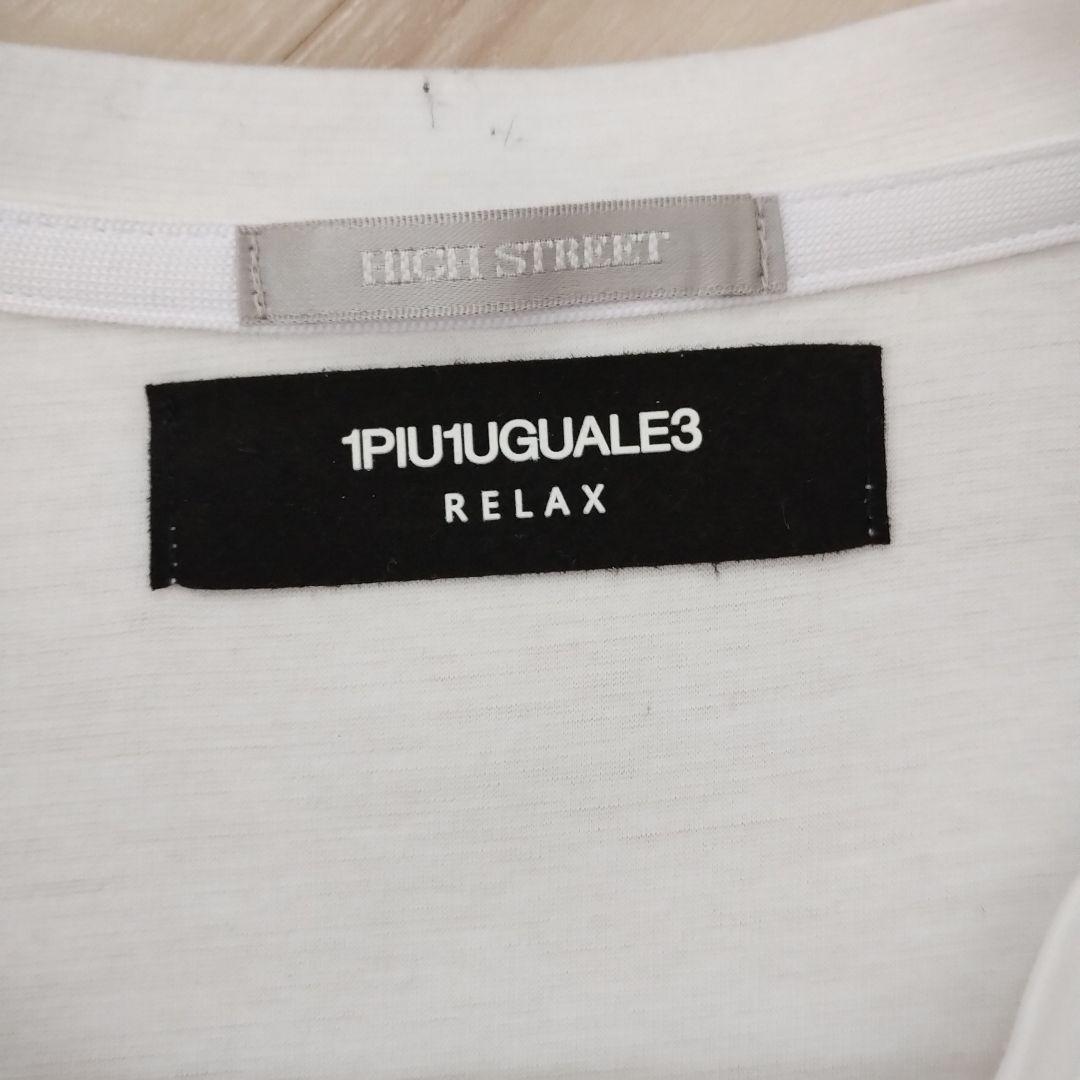 HIGH STREET
1PIU1UGUALE3
RELAX